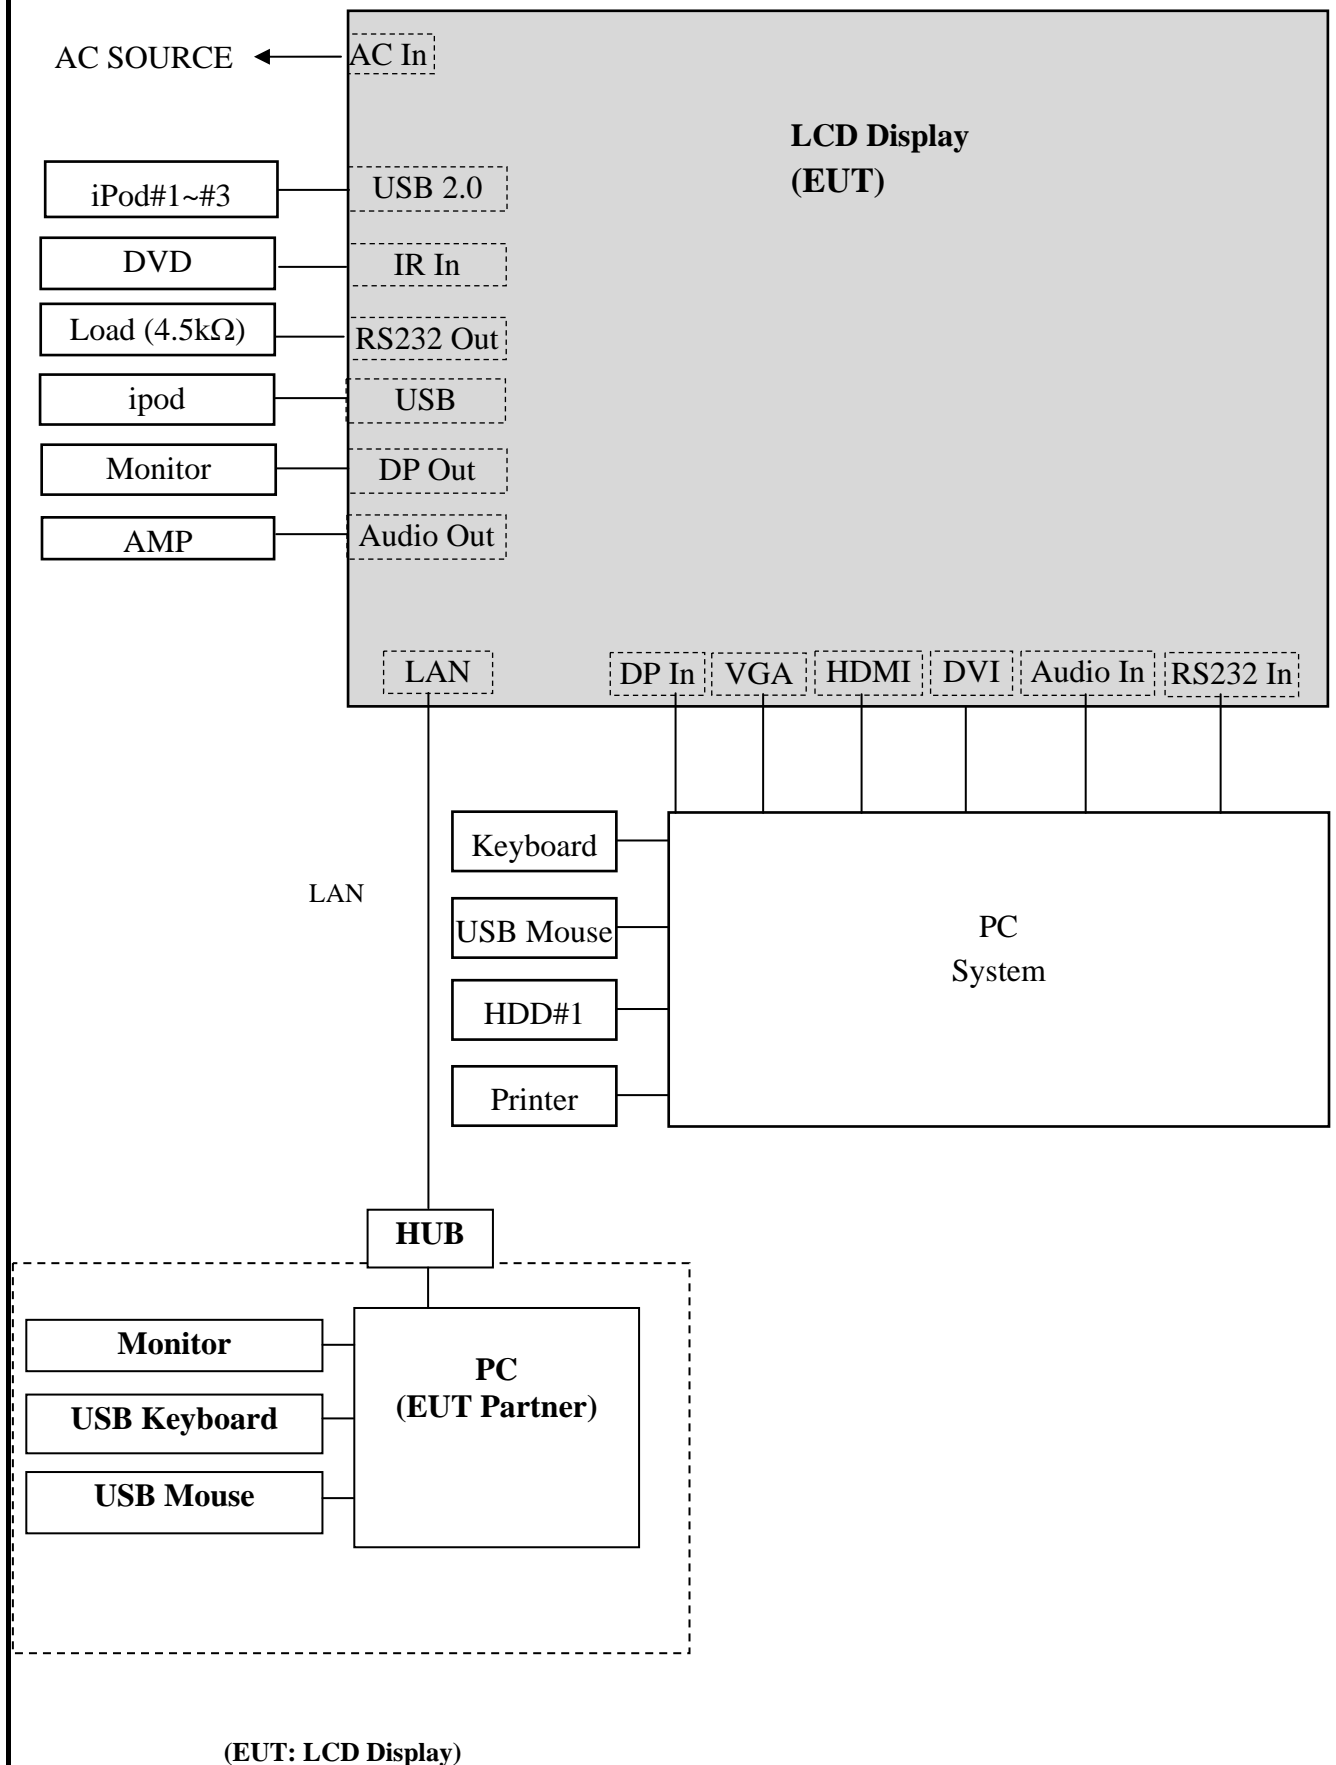 AC SOURCE
AC In
LCD Display
(EUT)
iPod#1~#3
USB 2.0
DVD
IR In
Load (4.5kΩ)
RS232 Out
ipod
USB
Monitor
DP Out
AMP
Audio Out
LAN
DP In
VGA
HDMI
DVI
Audio In
RS232 In
Keyboard
LAN
USB Mouse
PC
System
HDD#1
Printer
HUB
Monitor
PC
(EUT Partner)
USB Keyboard
USB Mouse
(EUT: LCD Display)